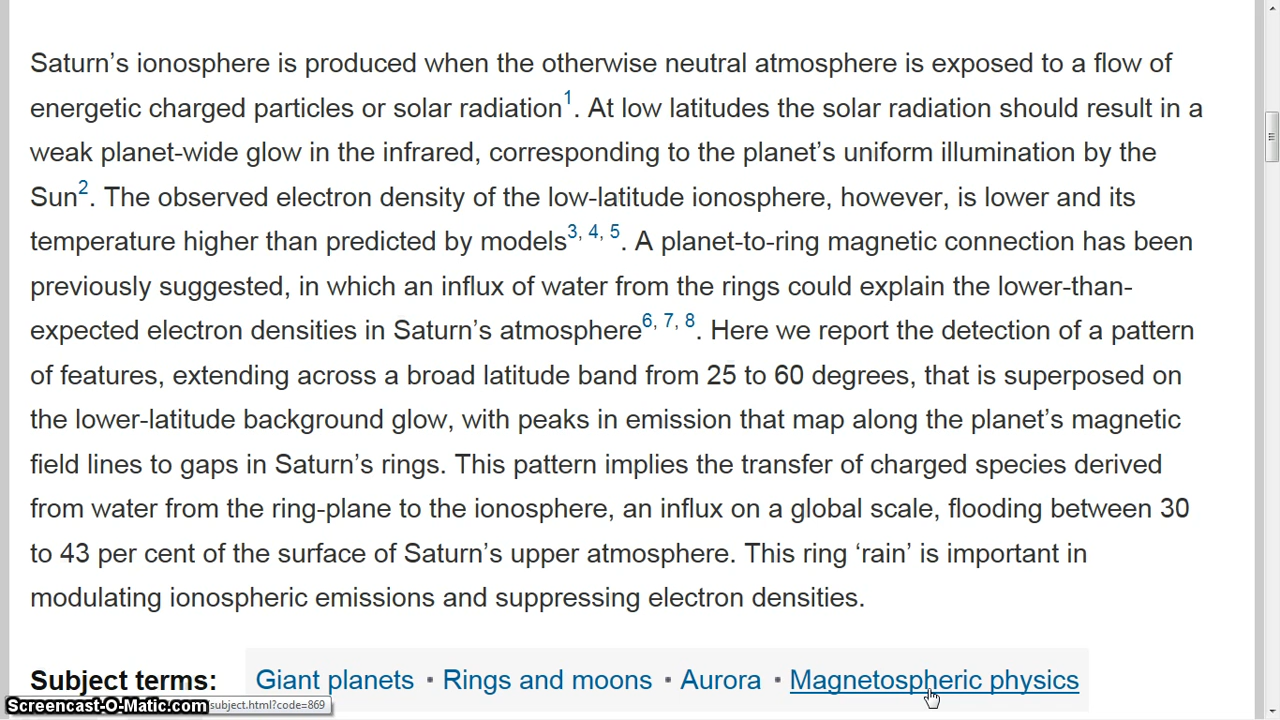 Saturn’s ionosphere is produced when the otherwise neutral atmosphere is exposed to a flow of
energetic charged particles or solar radiation1. At low latitudes the solar radiation should result in a
weak planet-wide glow in the infrared, corresponding to the planet’s uniform illumination by the
Sun2. The observed electron density of the low-latitude ionosphere, however, is lower and its
temperature higher than predicted by models3, 4, 5. A planet-to-ring magnetic connection has been
previously suggested, in which an influx of water from the rings could explain the lower-than-
expected electron densities in Saturn’s atmosphere6, 7, 8. Here we report the detection of a pattern
of features, extending across a broad latitude band from 25 to 60 degrees, that is superposed on
the lower-latitude background glow, with peaks in emission that map along the planet’s magnetic
field lines to gaps in Saturn’s rings. This pattern implies the transfer of charged species derived
from water from the ring-plane to the ionosphere, an influx on a global scale, flooding between 30
to 43 per cent of the surface of Saturn’s upper atmosphere. This ring ‘rain’ is important in
modulating ionospheric emissions and suppressing electron densities.
Subject terms: Giant planets • Rings and moons • Aurora • Magnetospheric physics
Screencast-O-Matic.com subject.html?code=869